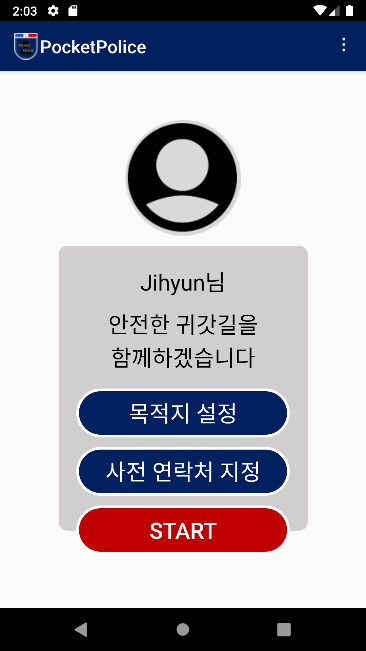 2:03
PocketPolice
Jihyun님
안전한 귀갓길을
함께하겠습니다
목적지 설정
사전 연락처 지정
START